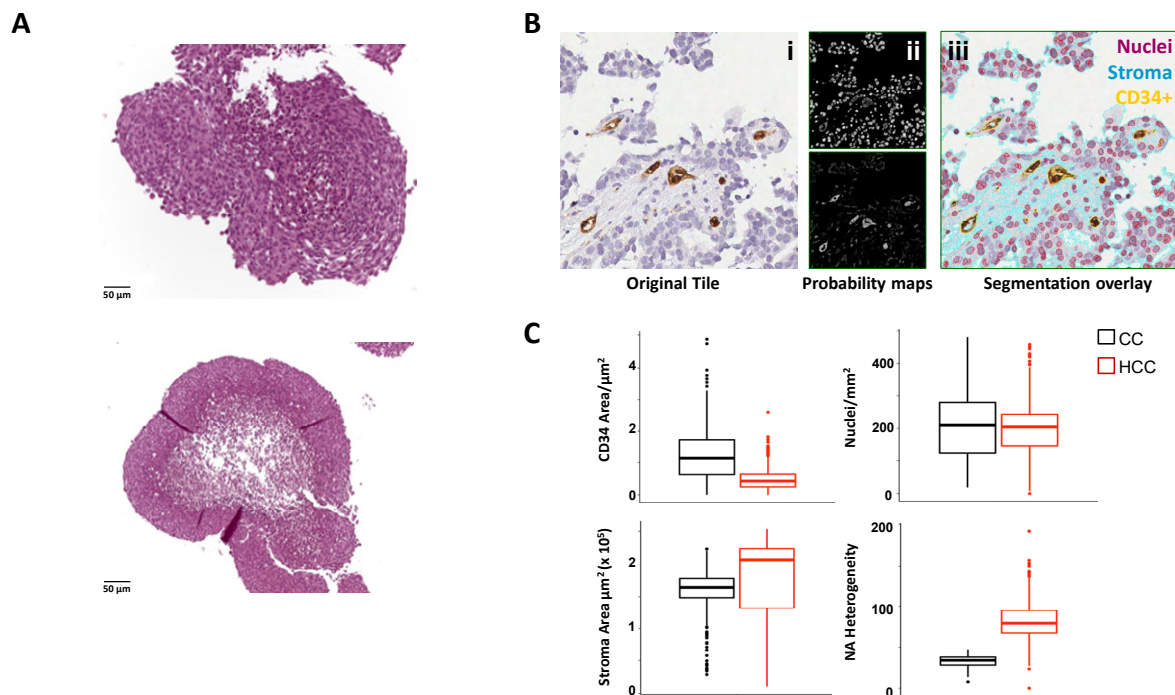 A
50 µm
50 µm
B
i
ii
iii
Nuclei
Stroma
CD34+
Original Tile
Probability maps
Segmentation overlay
C
CD34 Area/µm²
4
2
0
Nuclei/mm²
400
200
0
CC
HCC
Stroma Area µm² (x 10⁵)
2
1
0
NA Heterogeneity
200
100
0